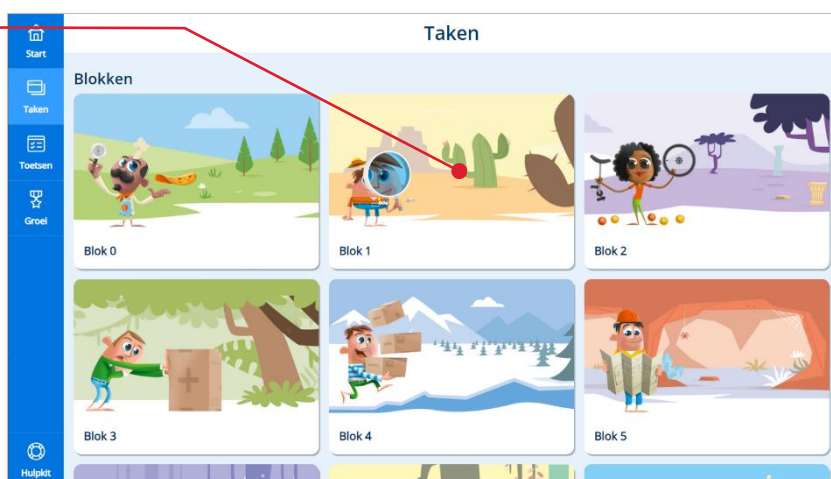 Start
Taken
Toetsen
Groei
Hulpkit
Taken
Blokken
Blok 0
Blok 1
Blok 2
Blok 3
Blok 4
Blok 5